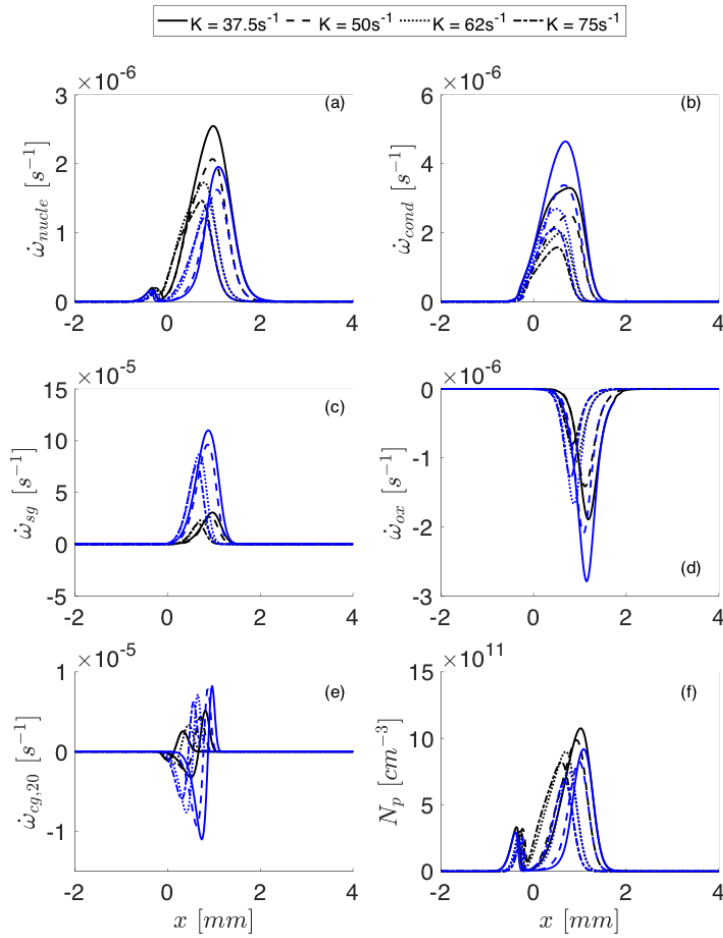 K = 37.5s⁻¹ K = 50s⁻¹ K = 62s⁻¹ K = 75s⁻¹
×10⁻⁶ ×10⁻⁶
3 (a) 6 (b)
2 4
1 2
0 0
ω̇nucle [s⁻¹] ω̇cond [s⁻¹]
-2 0 2 4 -2 0 2 4
×10⁻⁵ ×10⁻⁶
15 (c) 0
10 -1
5 -2
0 (d)
-5 -3
ω̇sg [s⁻¹] ω̇ox [s⁻¹]
-2 0 2 4 -2 0 2 4
×10⁻⁵ ×10¹¹
1 (e) 15 (f)
0 10
-1 5
0
ω̇cg,20 [s⁻¹] Np [cm⁻³]
-2 0 2 4 -2 0 2 4
x [mm] x [mm]